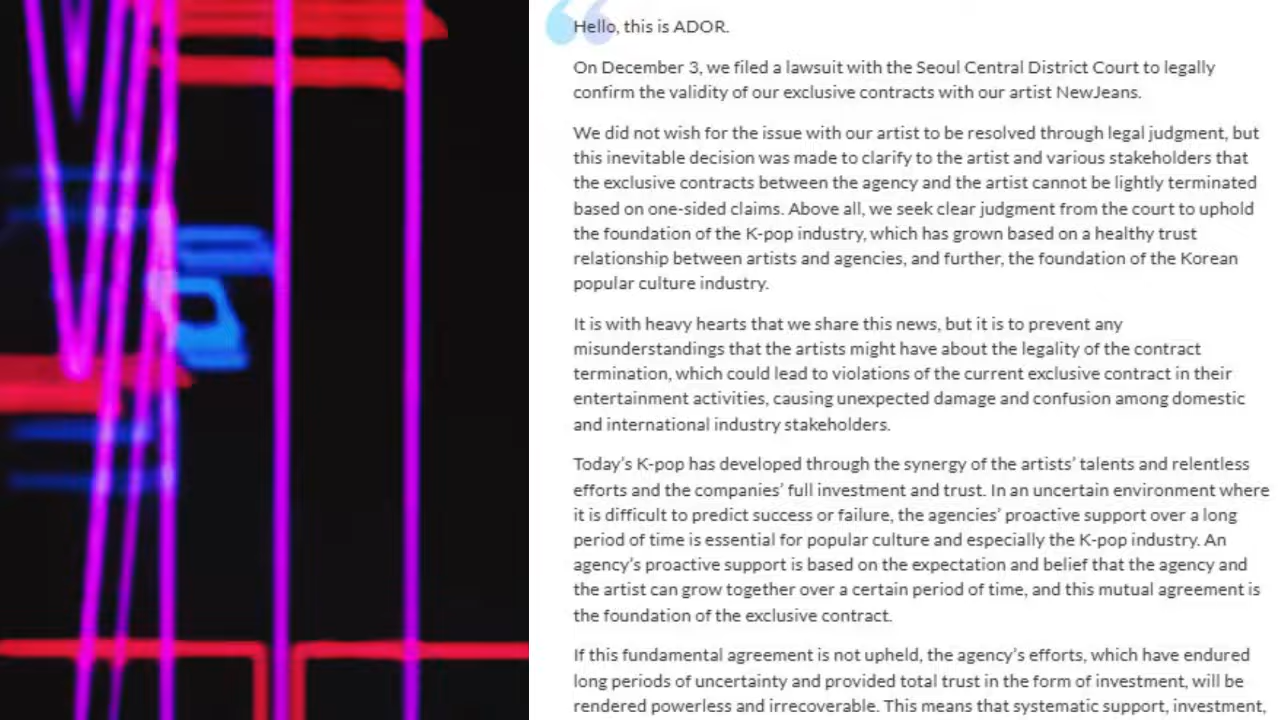 Hello, this is ADOR.
On December 3, we filed a lawsuit with the Seoul Central District Court to legally
confirm the validity of our exclusive contracts with our artist NewJeans.
We did not wish for the issue with our artist to be resolved through legal judgment, but
this inevitable decision was made to clarify to the artist and various stakeholders that
the exclusive contracts between the agency and the artist cannot be lightly terminated
based on one-sided claims. Above all, we seek clear judgment from the court to uphold
the foundation of the K-pop industry, which has grown based on a healthy trust
relationship between artists and agencies, and further, the foundation of the Korean
popular culture industry.
It is with heavy hearts that we share this news, but it is to prevent any
misunderstandings that the artists might have about the legality of the contract
termination, which could lead to violations of the current exclusive contract in their
entertainment activities, causing unexpected damage and confusion among domestic
and international industry stakeholders.
Today's K-pop has developed through the synergy of the artists' talents and relentless
efforts and the companies' full investment and trust. In an uncertain environment where
it is difficult to predict success or failure, the agencies' proactive support over a long
period of time is essential for popular culture and especially the K-pop industry. An
agency's proactive support is based on the expectation and belief that the agency and
the artist can grow together over a certain period of time, and this mutual agreement is
the foundation of the exclusive contract.
If this fundamental agreement is not upheld, the agency's efforts, which have endured
long periods of uncertainty and provided total trust in the form of investment, will be
rendered powerless and irrecoverable. This means that systematic support, investment,